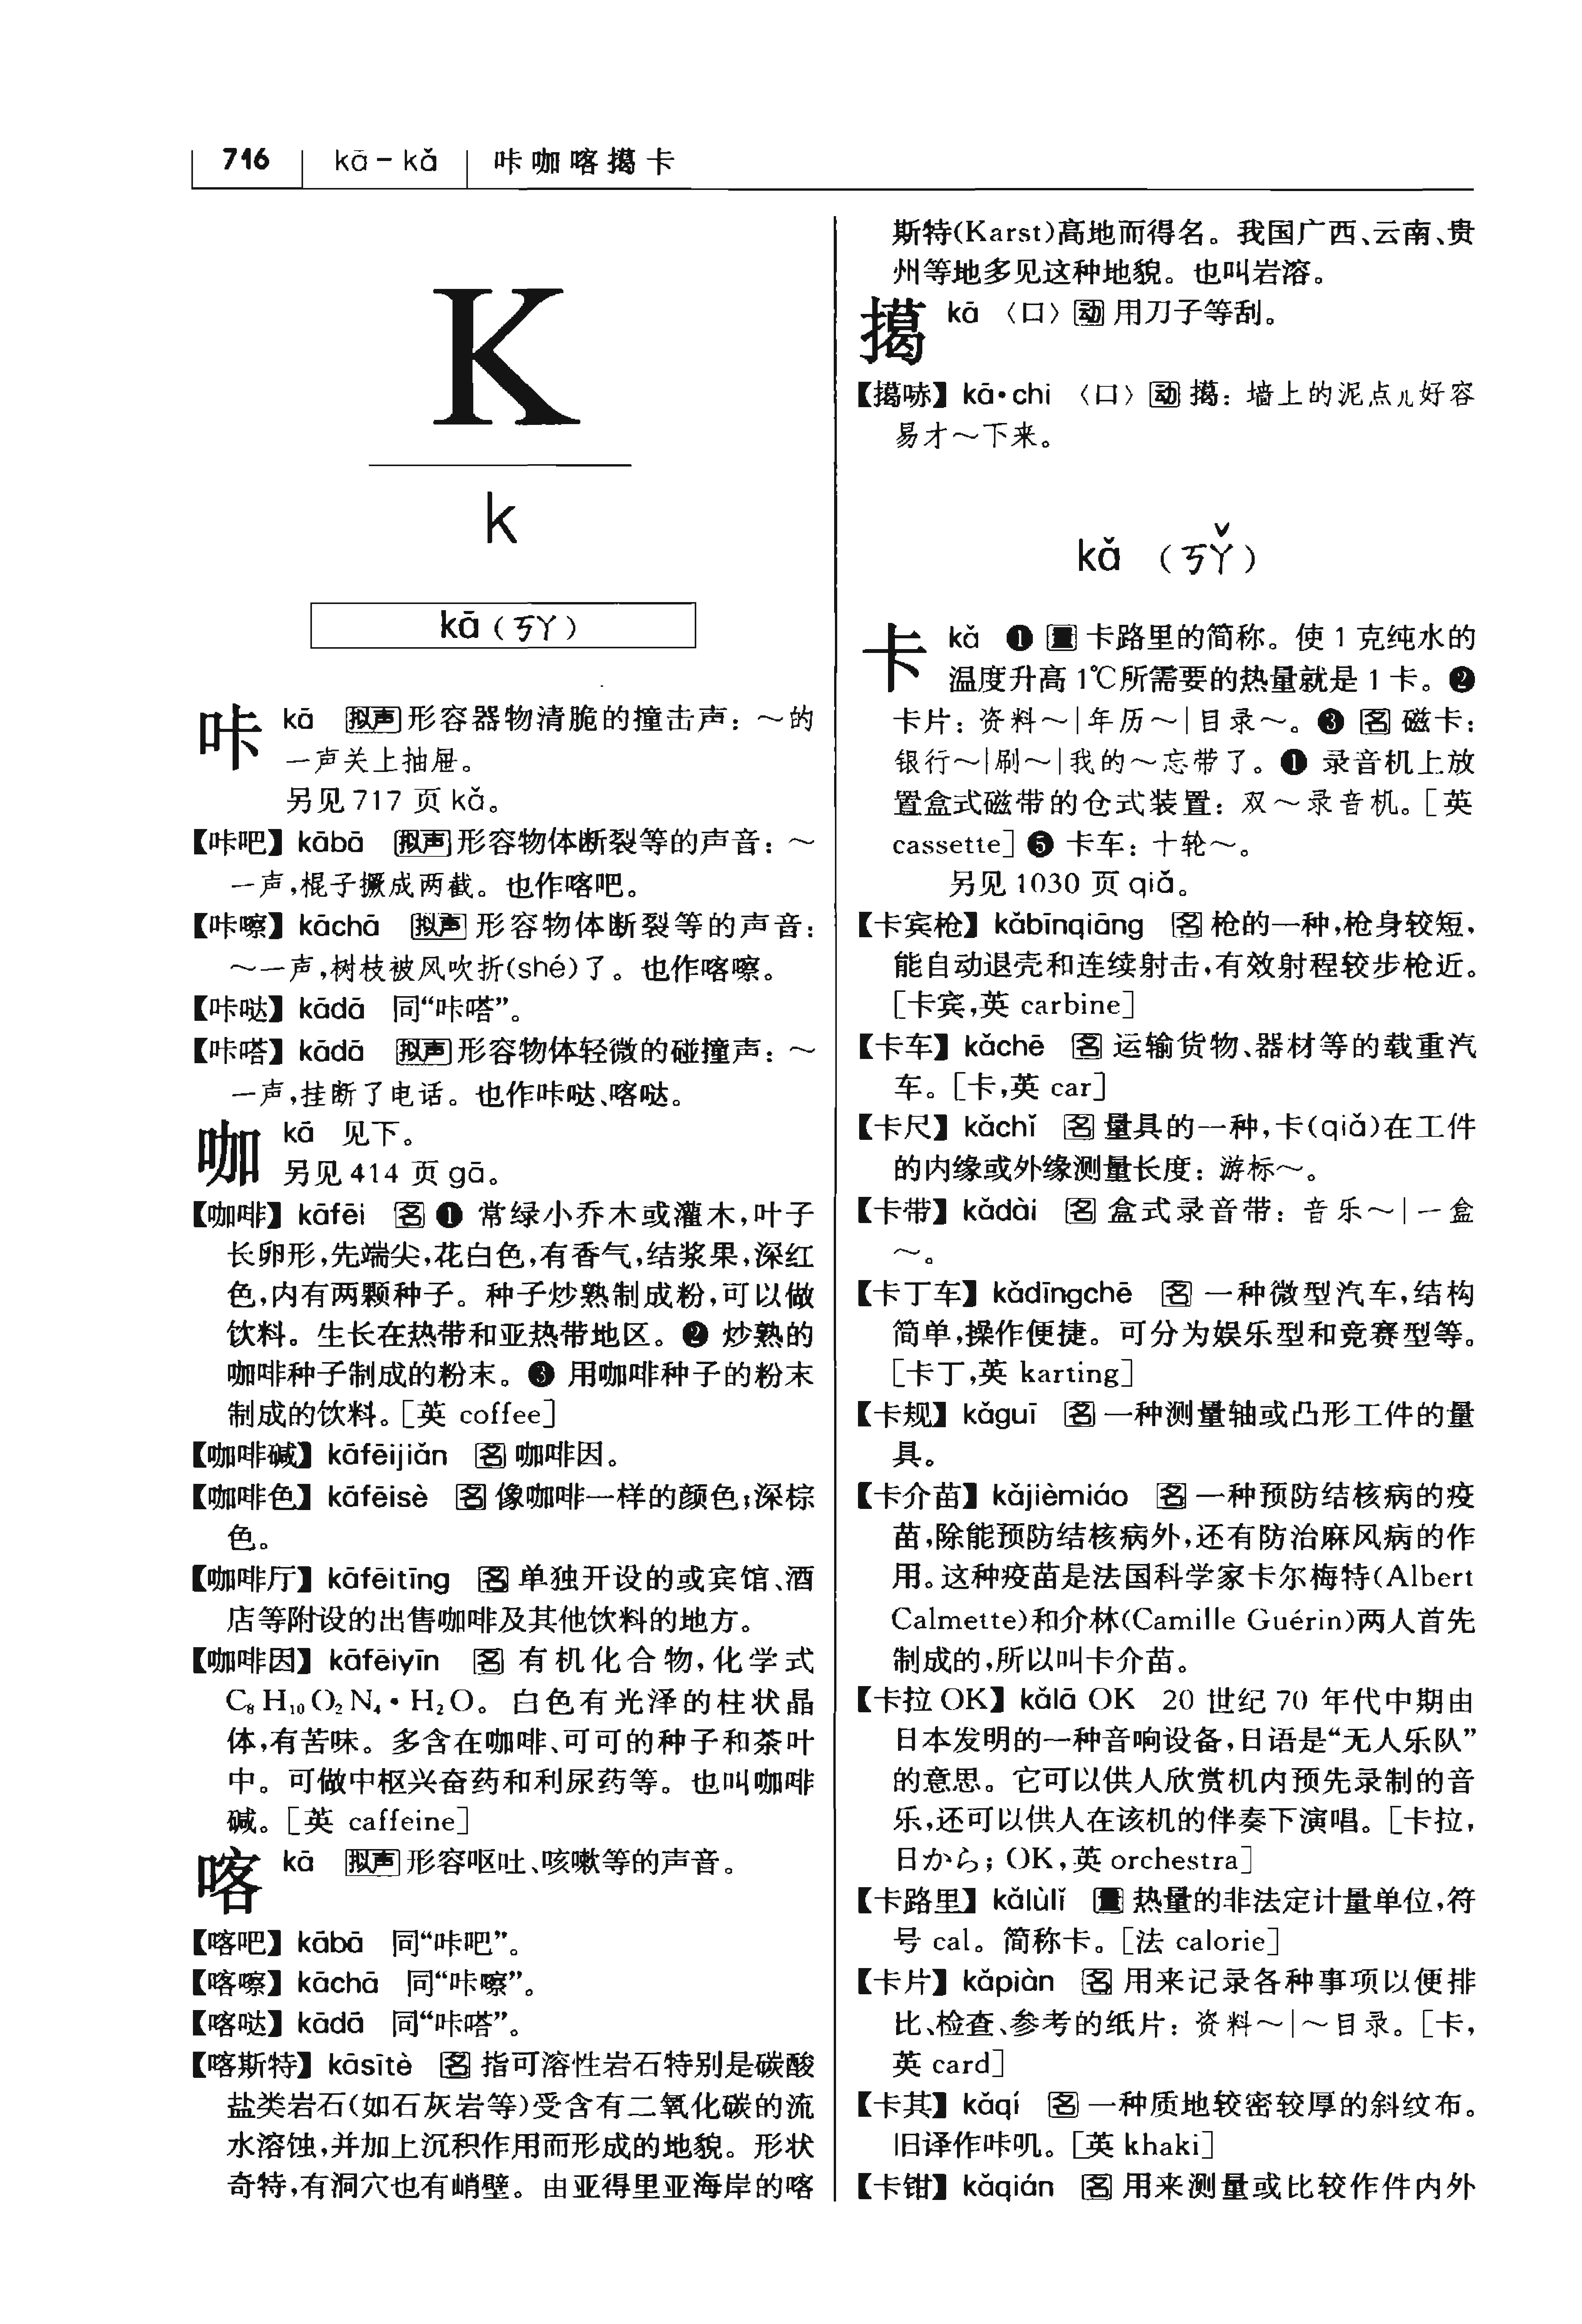 716 kā－kǎ 咔咖喀搹卡
K
k
kā（ㄎㄚ）
咔 kā 拟声 形容器物清脆的撞击声：～的
一声关上抽屉。
另见717 页 kǎ。
【咔吧】kābā 拟声 形容物体断裂等的声音：～
一声，棍子撅成两截。也作喀吧。
【咔嚓】kāchā 拟声 形容物体断裂等的声音：
～一声，树枝被风吹折(shé)了。也作喀嚓。
【咔哒】kādā 同“咔嗒”。
【咔嗒】kādā 拟声 形容物体轻微的碰撞声：～
一声，挂断了电话。也作咔哒、喀哒。
咖 kā 见下。
另见414 页 gā。
【咖啡】kāfēi 名 ❶ 常绿小乔木或灌木，叶子
长卵形，先端尖，花白色，有香气，结浆果，深红
色，内有两颗种子。种子炒熟制成粉，可以做
饮料。生长在热带和亚热带地区。❷ 炒熟的
咖啡种子制成的粉末。❸ 用咖啡种子的粉末
制成的饮料。［英 coffee］
【咖啡碱】kāfēijiǎn 名 咖啡因。
【咖啡色】kāfēisè 名 像咖啡一样的颜色；深棕
色。
【咖啡厅】kāfēitīng 名 单独开设的或宾馆、酒
店等附设的出售咖啡及其他饮料的地方。
【咖啡因】kāfēiyīn 名 有机化合物，化学式
C₈H₁₀O₂N₄·H₂O。白色有光泽的柱状晶
体，有苦味。多含在咖啡、可可的种子和茶叶
中。可做中枢兴奋药和利尿药等。也叫咖啡
碱。［英 caffeine］
喀 kā 拟声 形容呕吐、咳嗽等的声音。
【喀吧】kābā 同“咔吧”。
【喀嚓】kāchā 同“咔嚓”。
【喀哒】kādā 同“咔嗒”。
【喀斯特】kāsītè 名 指可溶性岩石特别是碳酸
盐类岩石（如石灰岩等）受含有二氧化碳的流
水溶蚀，并加上沉积作用而形成的地貌。形状
奇特，有洞穴也有峭壁。由亚得里亚海岸的喀
斯特(Karst)高地而得名。我国广西、云南、贵
州等地多见这种地貌。也叫岩溶。
搹 kā 〈口〉动 用刀子等刮。
【搹哧】kā·chi 〈口〉动 搹：墙上的泥点儿好容
易才～下来。
kǎ （ㄎㄚˇ）
卡 kǎ ❶ 量 卡路里的简称。使 1 克纯水的
温度升高 1℃所需要的热量就是 1 卡。❷
卡片：资料～｜年历～｜目录～。❸ 名 磁卡：
银行～｜刷～｜我的～忘带了。❶ 录音机上放
置盒式磁带的仓式装置：双～录音机。［英
cassette］❺ 卡车：十轮～。
另见 1030 页 qiǎ。
【卡宾枪】kǎbīnqiāng 名 枪的一种，枪身较短，
能自动退壳和连续射击，有效射程较步枪近。
［卡宾，英 carbine］
【卡车】kǎchē 名 运输货物、器材等的载重汽
车。［卡，英 car］
【卡尺】kǎchǐ 名 量具的一种，卡(qiǎ)在工件
的内缘或外缘测量长度：游标～。
【卡带】kǎdài 名 盒式录音带：音乐～｜一盒
～。
【卡丁车】kǎdīngchē 名 一种微型汽车，结构
简单，操作便捷。可分为娱乐型和竞赛型等。
［卡丁，英 karting］
【卡规】kǎguī 名 一种测量轴或凸形工件的量
具。
【卡介苗】kǎjièmiáo 名 一种预防结核病的疫
苗，除能预防结核病外，还有防治麻风病的作
用。这种疫苗是法国科学家卡尔梅特(Albert
Calmette)和介林(Camille Guérin)两人首先
制成的，所以叫卡介苗。
【卡拉 OK】kǎlā OK 20 世纪 70 年代中期由
日本发明的一种音响设备，日语是“无人乐队”
的意思。它可以供人欣赏机内预先录制的音
乐，还可以供人在该机的伴奏下演唱。［卡拉，
日から；OK，英 orchestra］
【卡路里】kǎlùlǐ 量 热量的非法定计量单位，符
号 cal。简称卡。［法 calorie］
【卡片】kǎpiàn 名 用来记录各种事项以便排
比、检查、参考的纸片：资料～｜～目录。［卡，
英 card］
【卡其】kǎqí 名 一种质地较密较厚的斜纹布。
旧译作咔叽。［英 khaki］
【卡钳】kǎqián 名 用来测量或比较作件内外